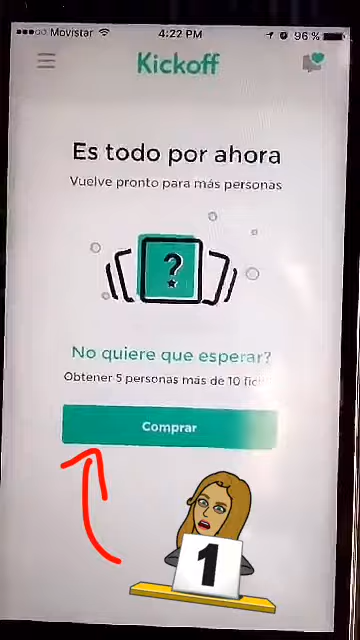 Movistar 4:22 PM 96 %
Kickoff
Es todo por ahora
Vuelve pronto para más personas
?
No quiere que esperar?
Obtener 5 personas más de 10
Comprar
1